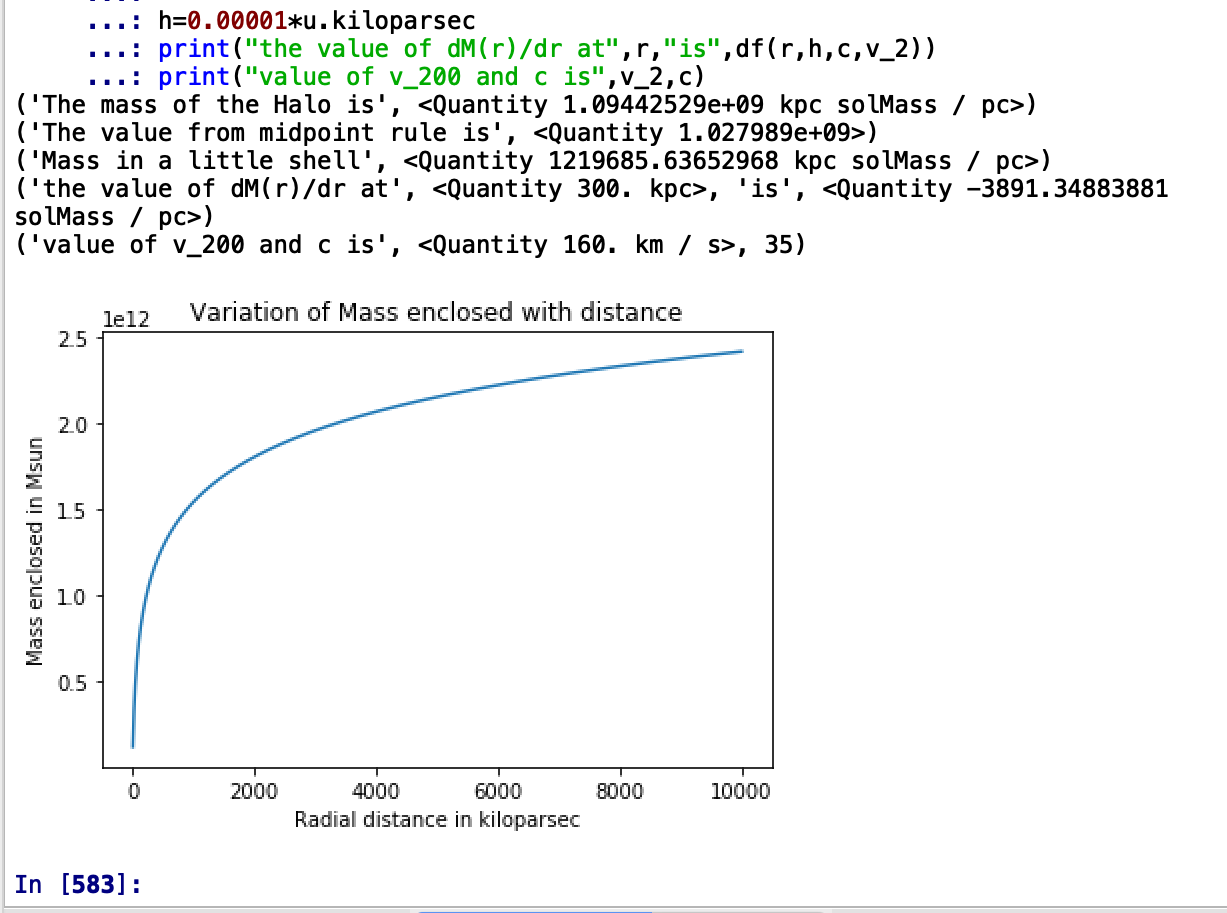 ...: h=0.00001*u.kiloparsec
...: print("the value of dM(r)/dr at",r,"is",df(r,h,c,v_2))
...: print("value of v_200 and c is",v_2,c)
('The mass of the Halo is', <Quantity 1.09442529e+09 kpc solMass / pc>)
('The value from midpoint rule is', <Quantity 1.027989e+09>)
('Mass in a little shell', <Quantity 1219685.63652968 kpc solMass / pc>)
('the value of dM(r)/dr at', <Quantity 300. kpc>, 'is', <Quantity -3891.34883881
solMass / pc>)
('value of v_200 and c is', <Quantity 160. km / s>, 35)
Variation of Mass enclosed with distance
1e12
2.5
2.0
1.5
1.0
0.5
Mass enclosed in Msun
0 2000 4000 6000 8000 10000
Radial distance in kiloparsec
In [583]: